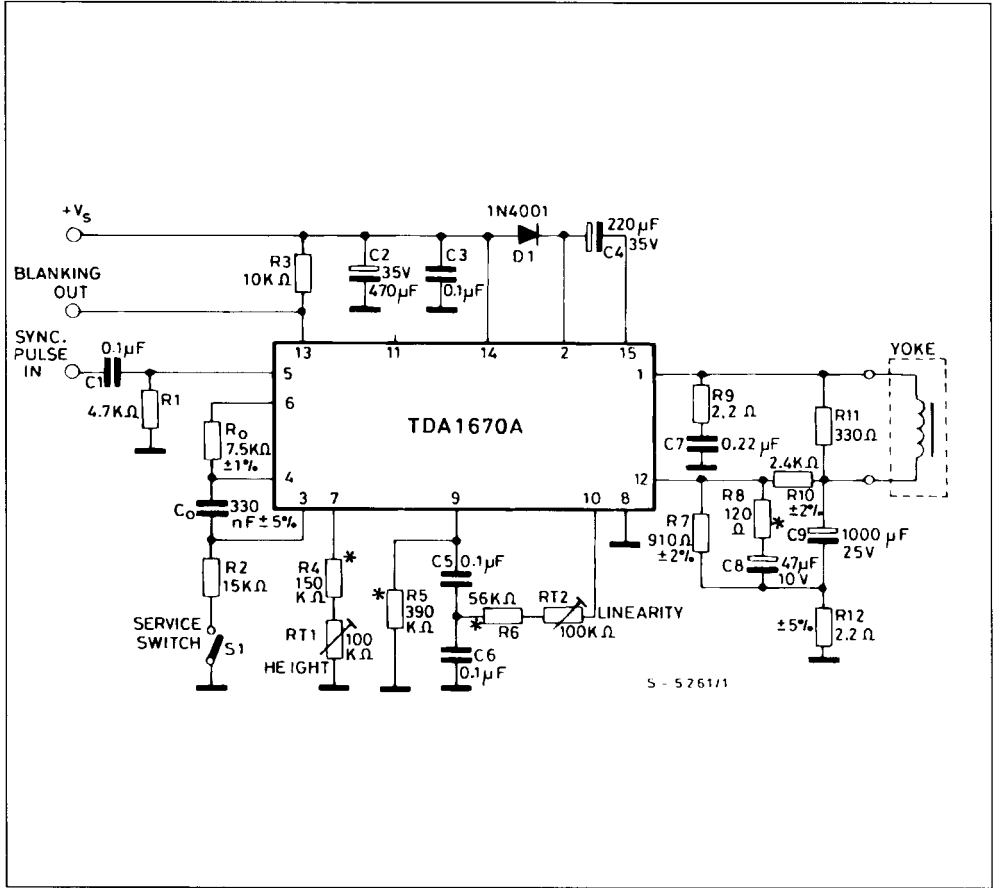 +Vs
1N4001
D1
220µF
35V
C4
R3
10KΩ
C2
35V
470µF
C3
0.1µF
BLANKING
OUT
SYNC.
PULSE
IN
0.1µF
C1
4.7KΩ
R1
13
11
14
2
15
5
6
4
3
7
9
10
8
1
12
TDA1670A
YOKE
Ro
7.5KΩ
±1%
Co
330
nF ±5%
R2
15KΩ
SERVICE
SWITCH
S1
*
R4
150
KΩ
RT1
100
KΩ
HEIGHT
*
R5
390
KΩ
C5
0.1µF
56KΩ
*
R6
RT2
100KΩ
LINEARITY
C6
0.1µF
R9
2,2 Ω
C7
0.22µF
R11
330Ω
2.4KΩ
R10
±2%
R7
910Ω
±2%
R8
120
Ω
*
C8
47µF
10V
C9
1000 µF
25V
±5%
R12
2.2Ω
S - 5261/1